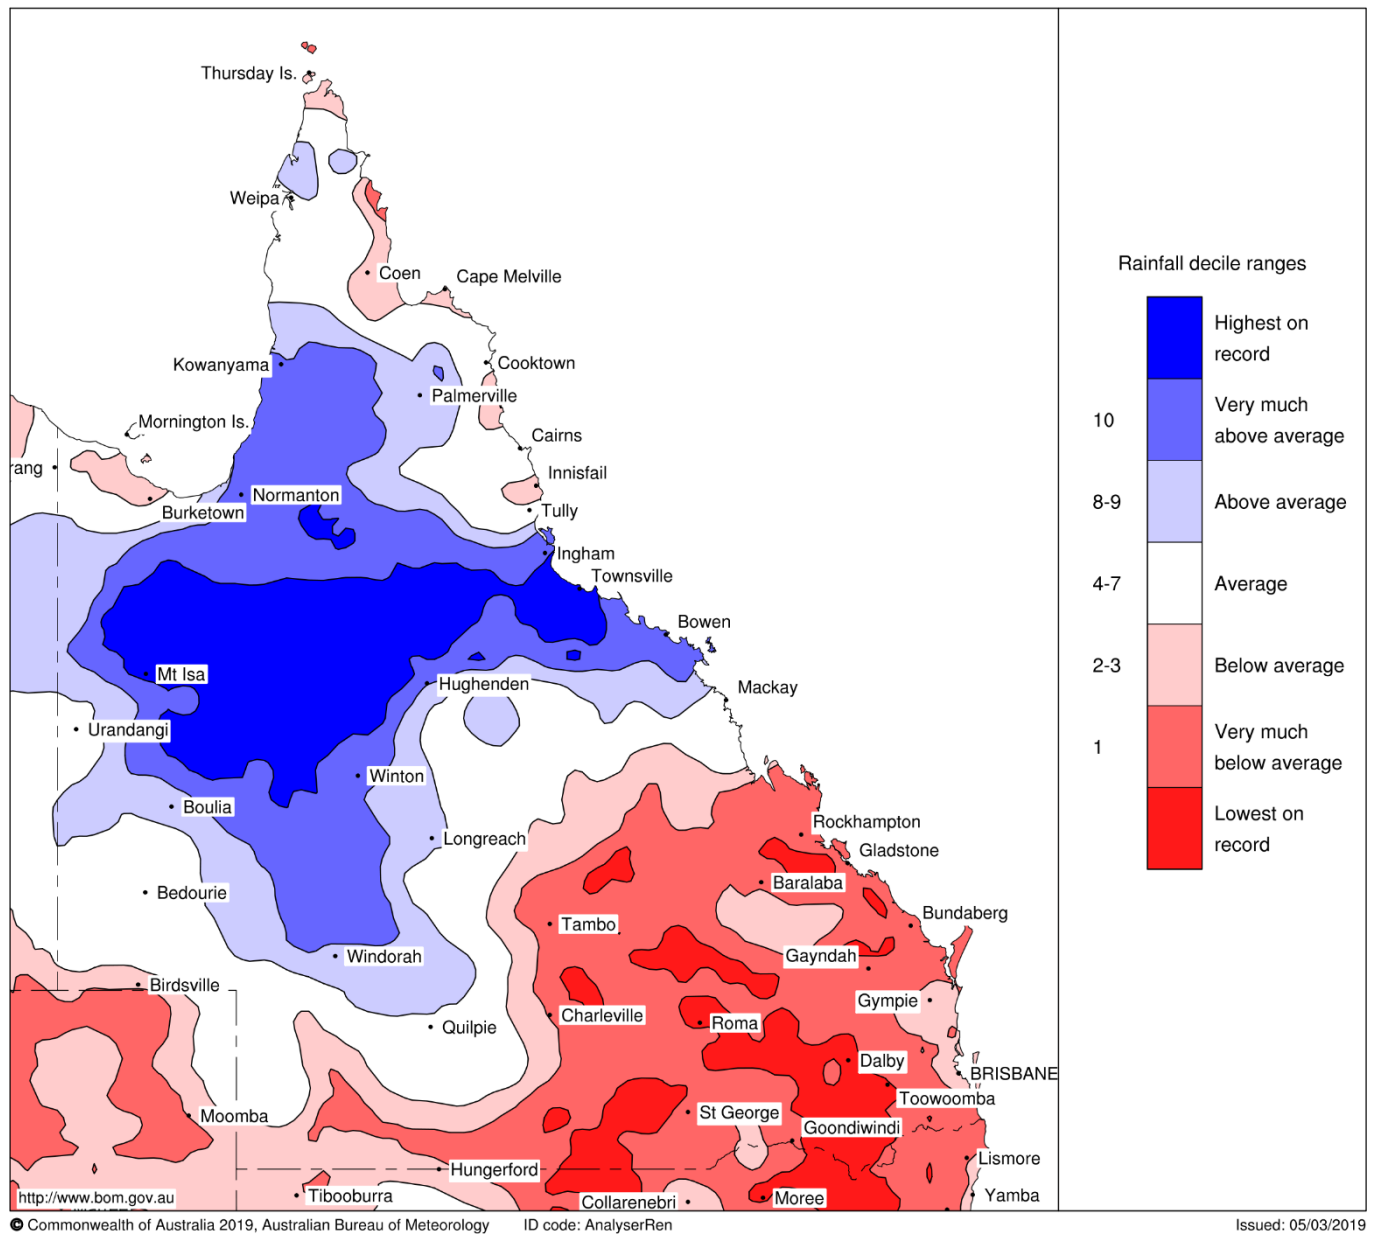 Thursday Is.
Weipa
Coen
Cape Melville
Kowanyama
Cooktown
Palmerville
Mornington Is.
Cairns
rang
Innisfail
Normanton
Burketown
Tully
Ingham
Townsville
Bowen
Mt Isa
Hughenden
Mackay
Urandangi
Winton
Boulia
Rockhampton
Longreach
Gladstone
Baralaba
Bedourie
Bundaberg
Tambo
Windorah
Gayndah
Birdsville
Gympie
Charleville
Roma
Quilpie
Dalby
BRISBANE
Toowoomba
Moomba
St George
Goondiwindi
Lismore
Hungerford
Tibooburra
Collarenebri
Moree
Yamba
http://www.bom.gov.au
Rainfall decile ranges
Highest on
record
10
Very much
above average
8-9
Above average
4-7
Average
2-3
Below average
1
Very much
below average
Lowest on
record
© Commonwealth of Australia 2019, Australian Bureau of Meteorology
ID code: AnalyserRen
Issued: 05/03/2019